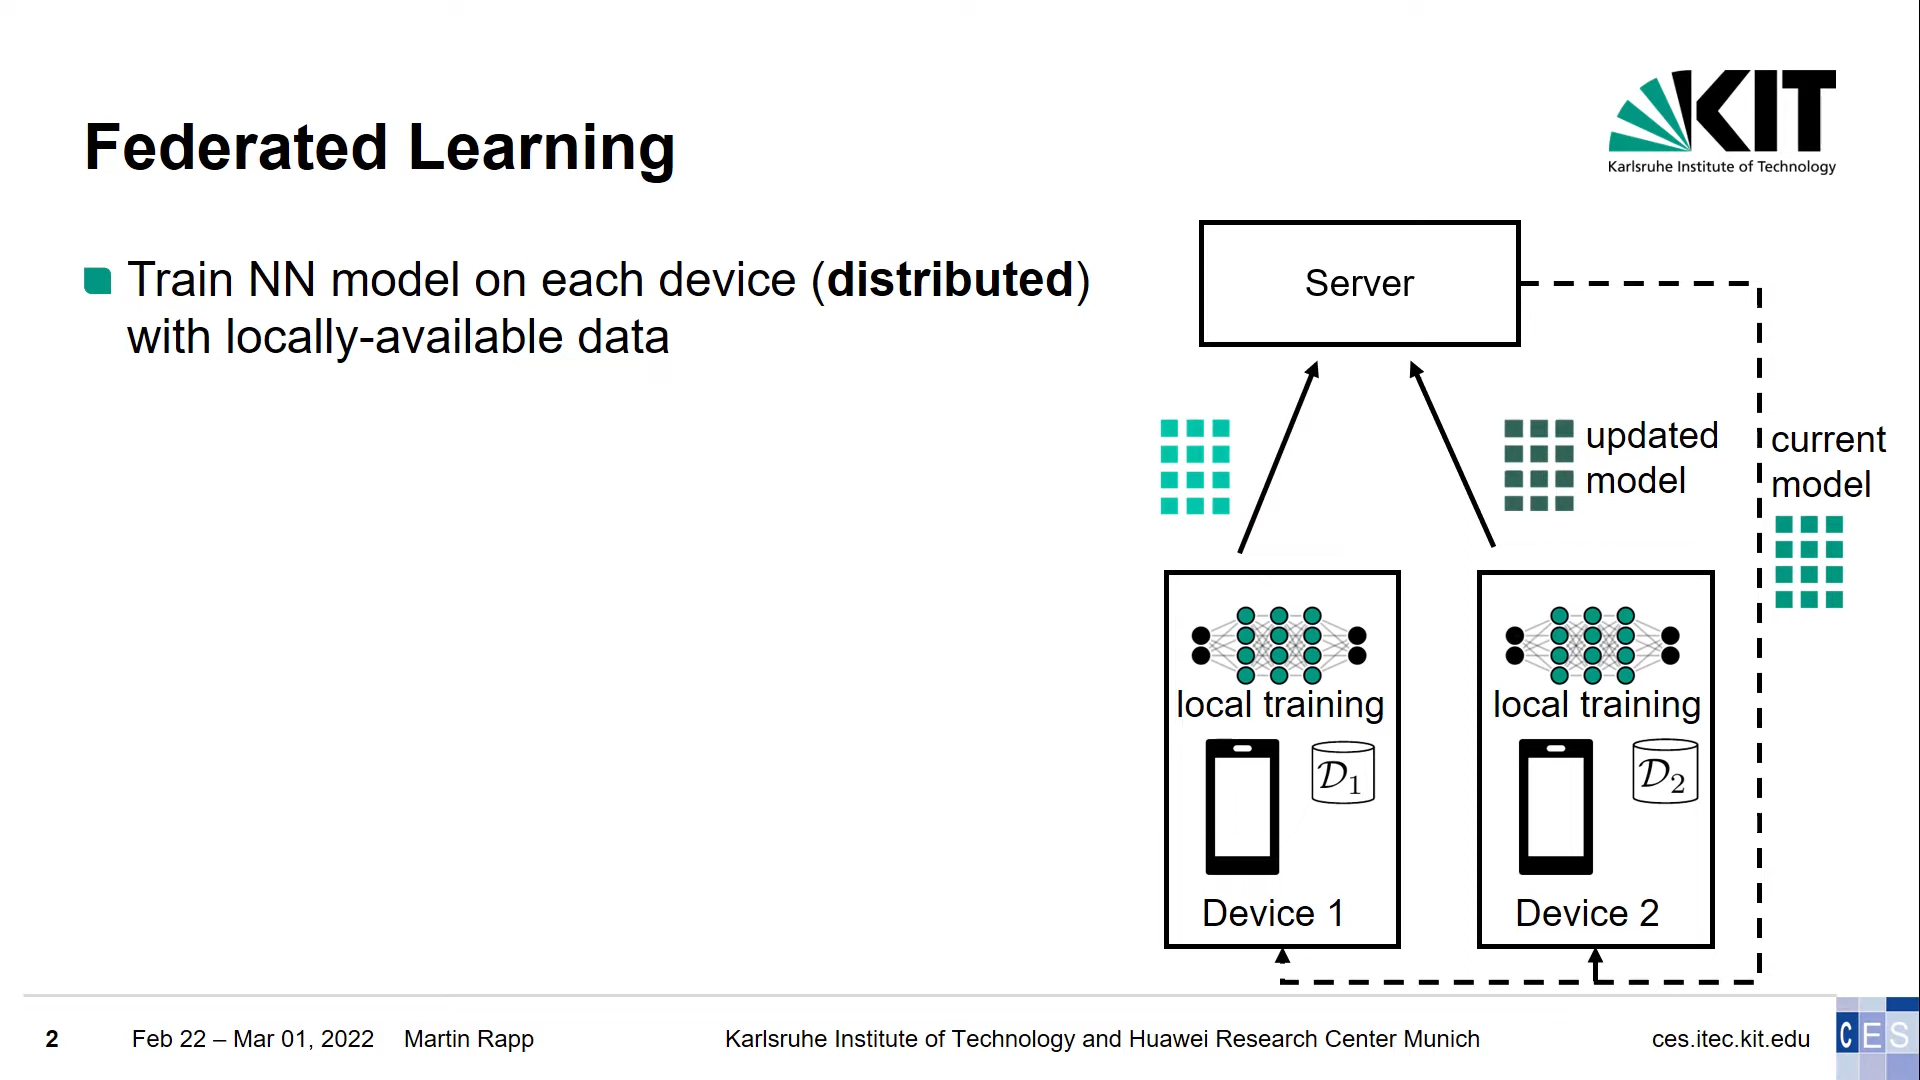 KIT
Karlsruhe Institute of Technology
Federated Learning
Train NN model on each device (distributed)
with locally-available data
Server
updated
model
current
model
local training
𝒟1
Device 1
local training
𝒟2
Device 2
2
Feb 22 – Mar 01, 2022
Martin Rapp
Karlsruhe Institute of Technology and Huawei Research Center Munich
ces.itec.kit.edu
CES